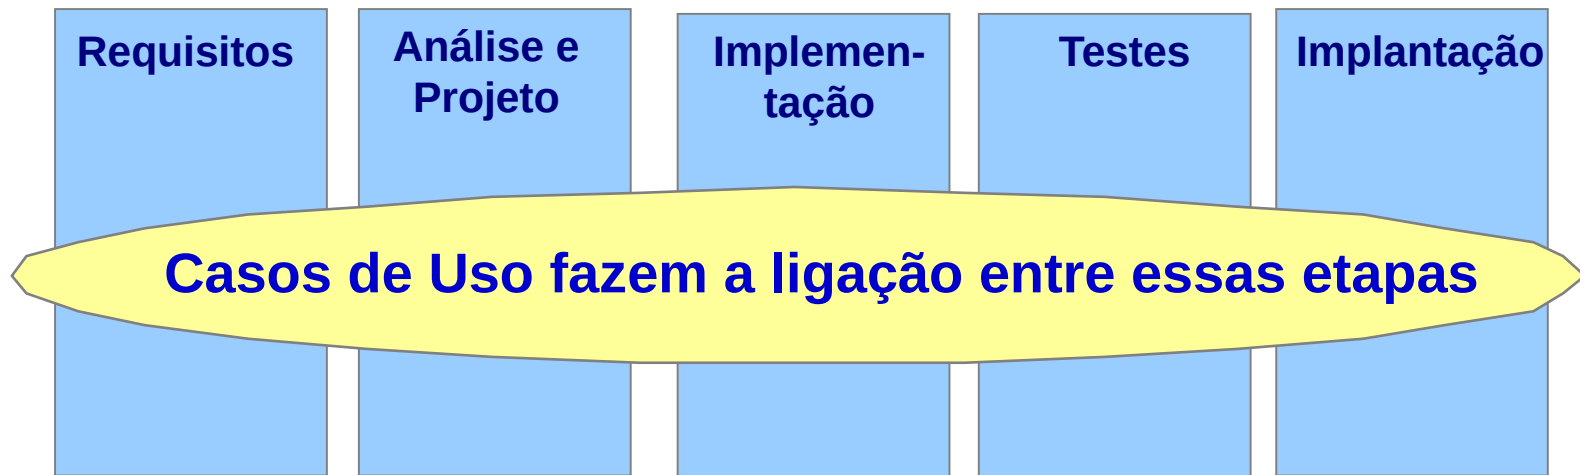 Requisitos
Análise e
Projeto
Implemen-
tação
Testes
Implantação
Casos de Uso fazem a ligação entre essas etapas